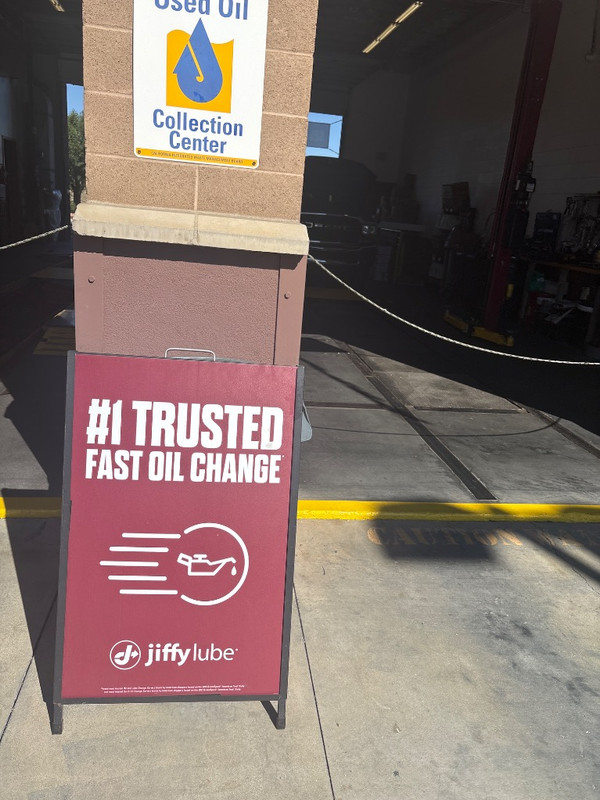 Used Oil
Collection
Center
#1 TRUSTED
FAST OIL CHANGE
jiffy lube
CAUTION